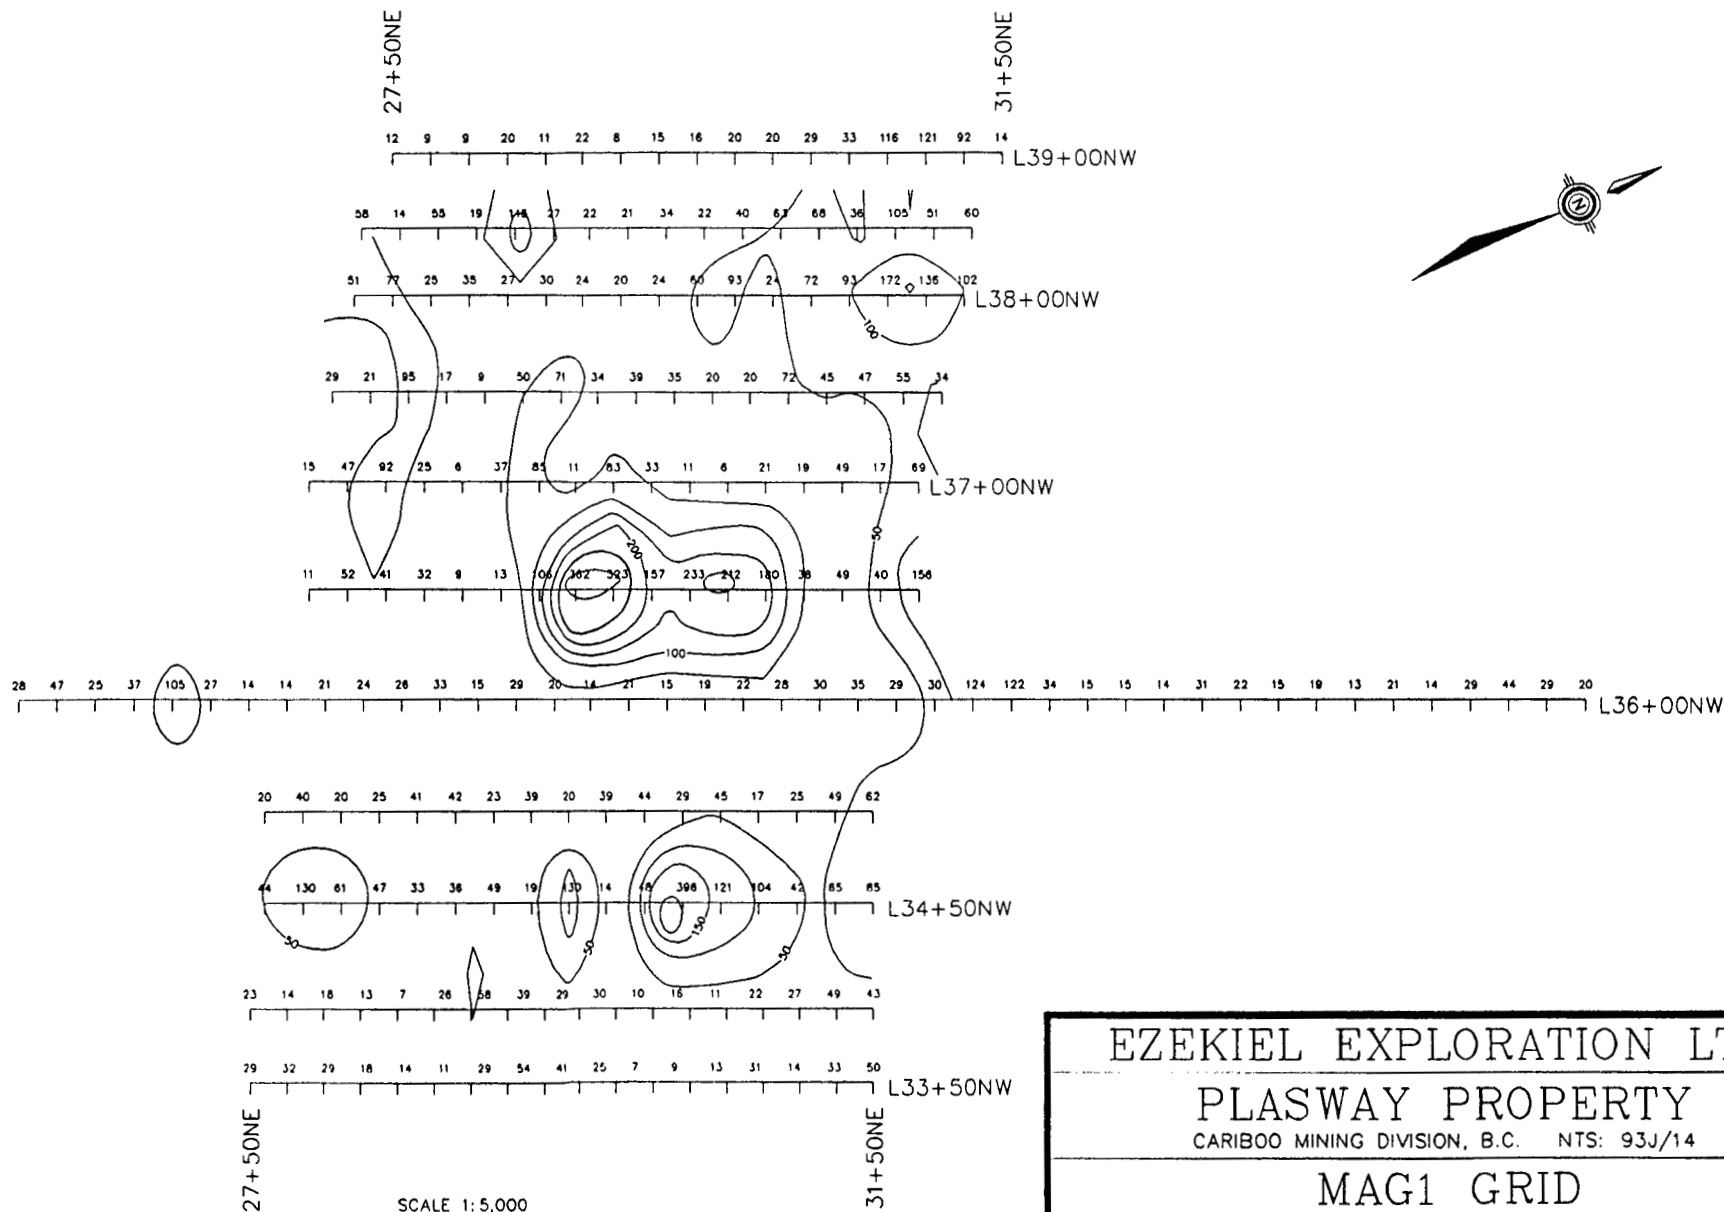 27+50NE 31+50NE
12 9 9 20 11 22 8 15 16 20 20 29 33 116 121 92 14 L39+00NW
58 14 55 19 148 27 22 21 34 22 40 63 68 36 105 51 60
51 77 25 35 27 30 24 20 24 60 93 24 72 93 172 136 102 L38+00NW
100
29 21 95 17 9 50 71 34 39 35 20 20 72 45 47 55 34
15 47 92 25 6 37 85 11 83 33 11 6 21 19 49 17 69 L37+00NW
200 50
11 52 41 32 9 13 106 362 323 157 233 212 180 38 49 40 156
100
28 47 25 37 105 27 14 14 21 24 26 33 15 29 20 14 21 15 19 22 28 30 35 29 30 124 122 34 15 15 14 31 22 15 19 13 21 14 29 44 29 20 L36+00NW
20 40 20 25 41 42 23 39 20 39 44 29 45 17 25 49 62
44 130 61 47 33 36 49 19 130 14 48 396 121 104 42 65 85 L34+50NW
50 50 150 50
23 14 18 13 7 26 58 39 29 30 10 16 11 22 27 49 43
29 32 29 18 14 11 29 54 41 25 7 9 13 31 14 33 50 L33+50NW
27+50NE 31+50NE
SCALE 1:5,000
N
EZEKIEL EXPLORATION LT
PLASWAY PROPERTY
CARIBOO MINING DIVISION, B.C. NTS: 93J/14
MAG1 GRID